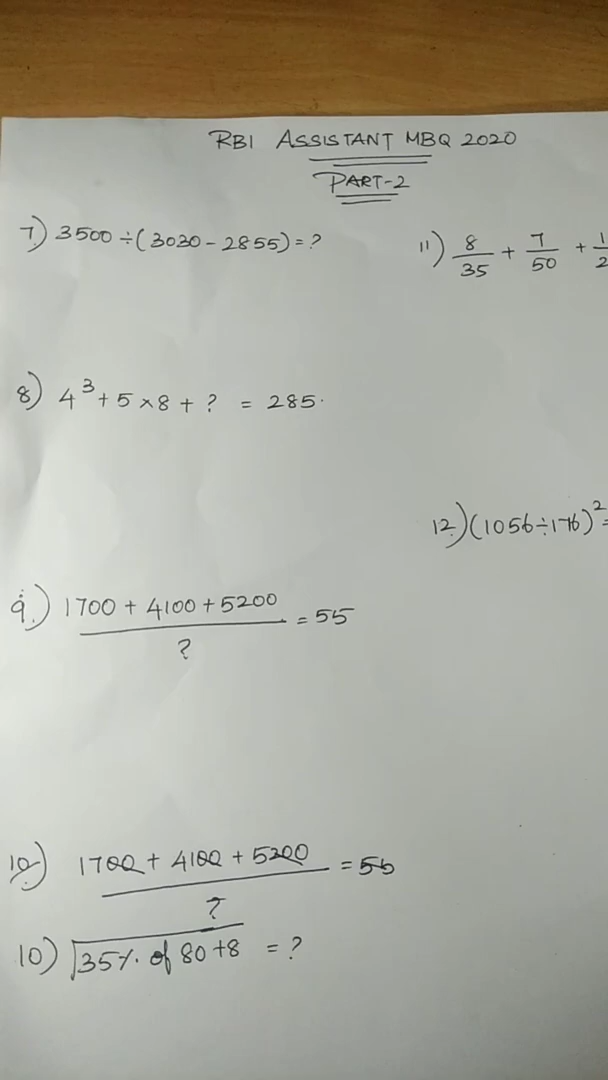 RBI ASSISTANT MBQ 2020
PART-2
7) 3500 ÷ (3030 - 2855) = ?
8) 4³ + 5 × 8 + ? = 285.
9.) 1700 + 4100 + 5200
= 55
?
10) 1700 + 4100 + 5200
= 55
?
10) √35% of 80 + 8 = ?
11) 8/35 + 7/50 + 1/2
12.) (1056 ÷ 176)² =